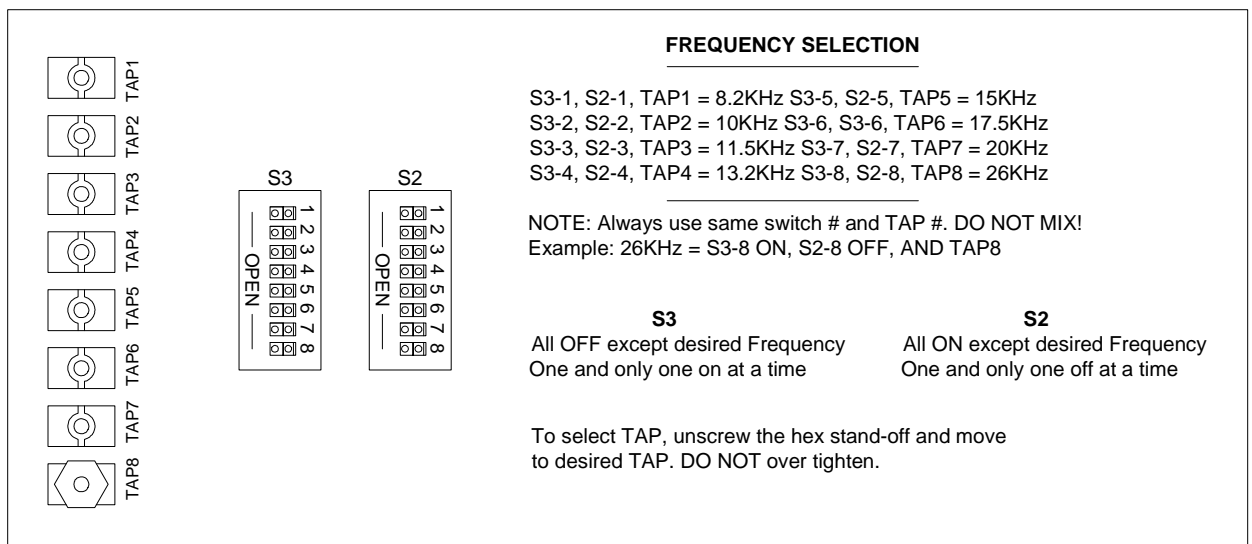 TAP1
TAP2
TAP3
TAP4
TAP5
TAP6
TAP7
TAP8
S3
OPEN
1
2
3
4
5
6
7
8
S2
OPEN
1
2
3
4
5
6
7
8
FREQUENCY SELECTION
S3-1, S2-1, TAP1 = 8.2KHz S3-5, S2-5, TAP5 = 15KHz
S3-2, S2-2, TAP2 = 10KHz S3-6, S3-6, TAP6 = 17.5KHz
S3-3, S2-3, TAP3 = 11.5KHz S3-7, S2-7, TAP7 = 20KHz
S3-4, S2-4, TAP4 = 13.2KHz S3-8, S2-8, TAP8 = 26KHz
NOTE: Always use same switch # and TAP #. DO NOT MIX!
Example: 26KHz = S3-8 ON, S2-8 OFF, AND TAP8
S3
All OFF except desired Frequency
One and only one on at a time
S2
All ON except desired Frequency
One and only one off at a time
To select TAP, unscrew the hex stand-off and move
to desired TAP. DO NOT over tighten.